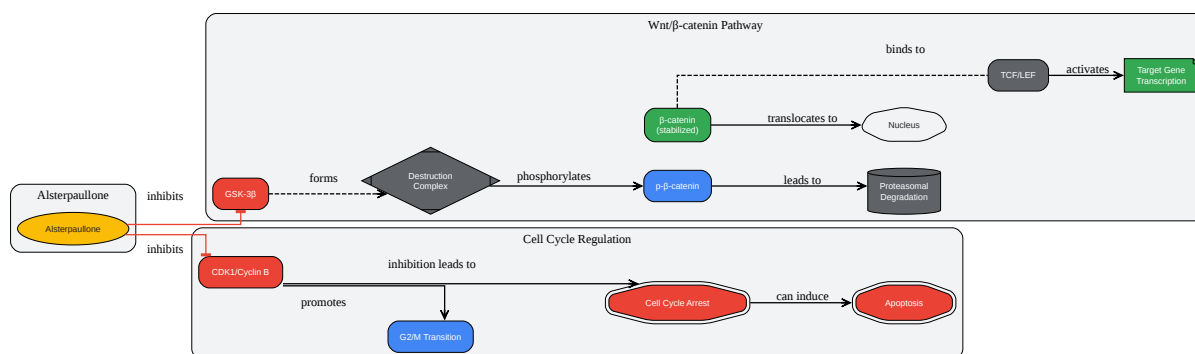 Wnt/β-catenin Pathway
binds to
TCF/LEF
activates
Target Gene
Transcription
β-catenin
(stabilized)
translocates to
Nucleus
forms
Destruction
Complex
phosphorylates
p-β-catenin
leads to
Proteasomal
Degradation
Alsterpaullone
inhibits
GSK-3β
Alsterpaullone
inhibits
Cell Cycle Regulation
CDK1/Cyclin B
inhibition leads to
promotes
Cell Cycle Arrest
can induce
Apoptosis
G2/M Transition